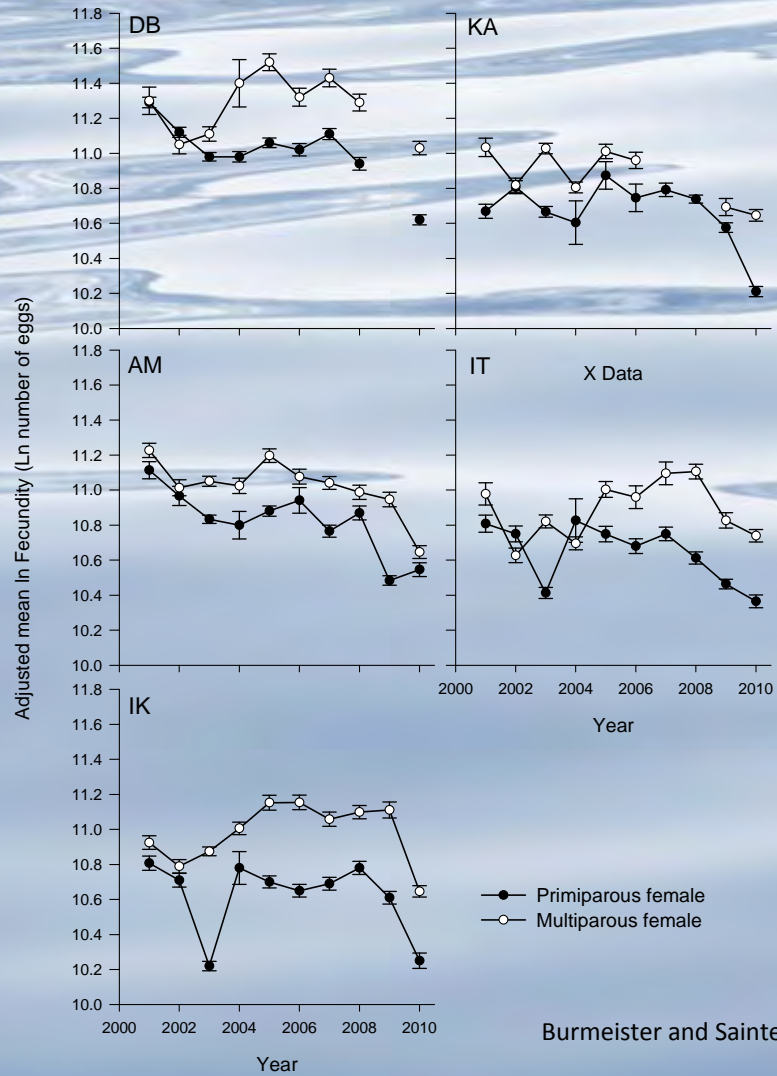 Adjusted mean ln Fecundity (Ln number of eggs)
DB
11.8
11.6
11.4
11.2
11.0
10.8
10.6
10.4
10.2
10.0
KA
AM
11.8
11.6
11.4
11.2
11.0
10.8
10.6
10.4
10.2
10.0
IT
X Data
2000 2002 2004 2006 2008 2010
Year
IK
11.8
11.6
11.4
11.2
11.0
10.8
10.6
10.4
10.2
10.0
2000 2002 2004 2006 2008 2010
Year
Primiparous female
Multiparous female
Burmeister and Sainte